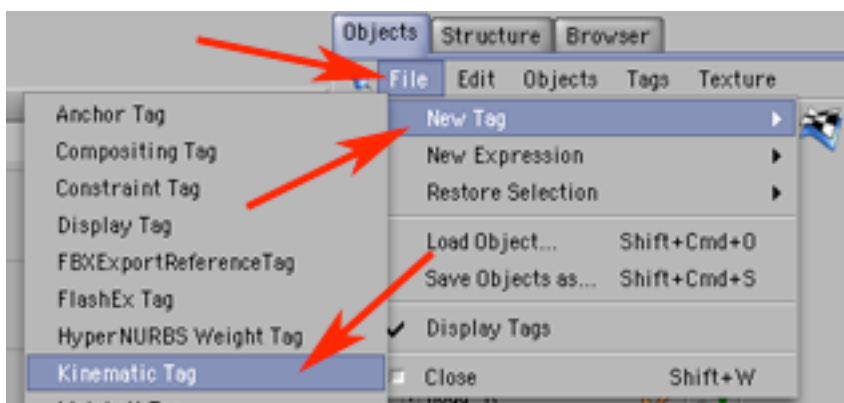 Objects Structure Browser
File Edit Objects Tags Texture
New Tag
New Expression
Restore Selection
Load Object... Shift+Cmd+O
Save Objects as... Shift+Cmd+S
Display Tags
Close Shift+W
Anchor Tag
Compositing Tag
Constraint Tag
Display Tag
FBXExportReferenceTag
FlashEx Tag
HyperNURBS Weight Tag
Kinematic Tag